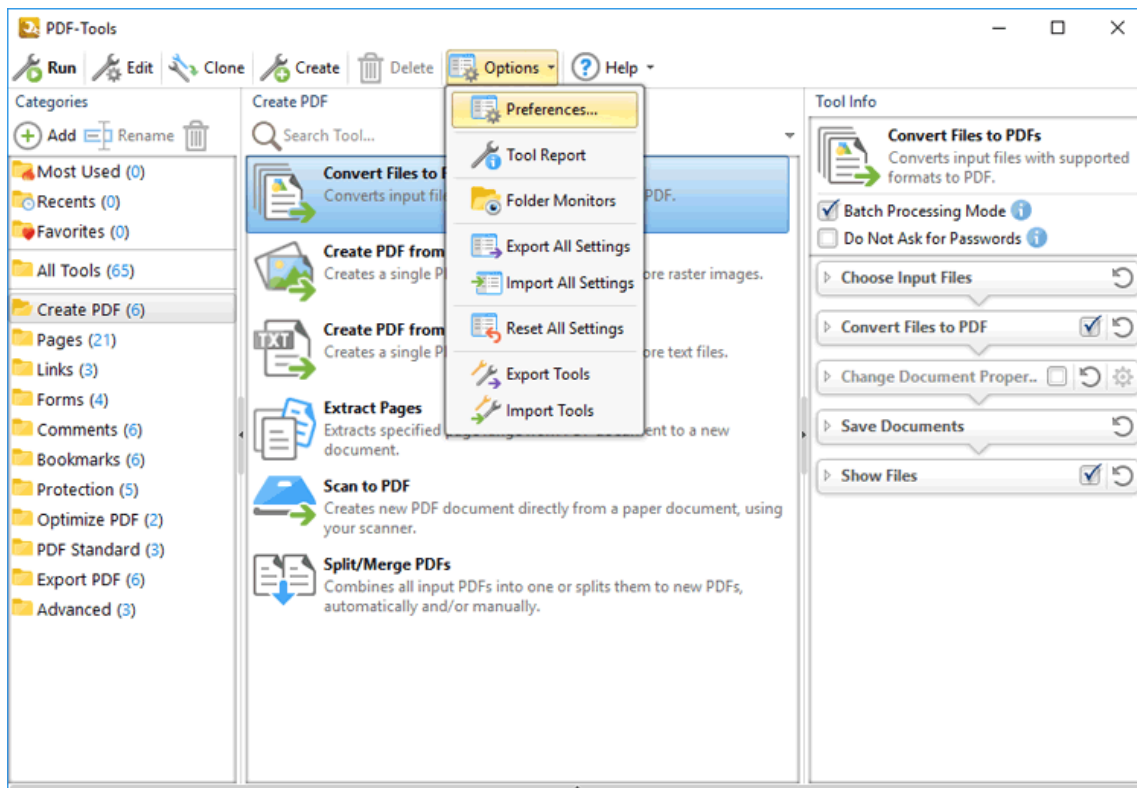 PDF-Tools
Run Edit Clone Create Delete Options Help
Categories
Add Rename
Most Used (0)
Recents (0)
Favorites (0)
All Tools (65)
Create PDF (6)
Pages (21)
Links (3)
Forms (4)
Comments (6)
Bookmarks (6)
Protection (5)
Optimize PDF (2)
PDF Standard (3)
Export PDF (6)
Advanced (3)
Create PDF
Search Tool...
Convert Files to
Converts input PDF.
Create PDF from
Creates a single raster images.
Create PDF from
Creates a single text files.
Extract Pages
Extracts specified to a new
document.
Scan to PDF
Creates new PDF document directly from a paper document, using
your scanner.
Split/Merge PDFs
Combines all input PDFs into one or splits them to new PDFs,
automatically and/or manually.
Preferences...
Tool Report
Folder Monitors
Export All Settings
Import All Settings
Reset All Settings
Export Tools
Import Tools
Tool Info
Convert Files to PDFs
Converts input files with supported
formats to PDF.
Batch Processing Mode
Do Not Ask for Passwords
Choose Input Files
Convert Files to PDF
Change Document Proper..
Save Documents
Show Files